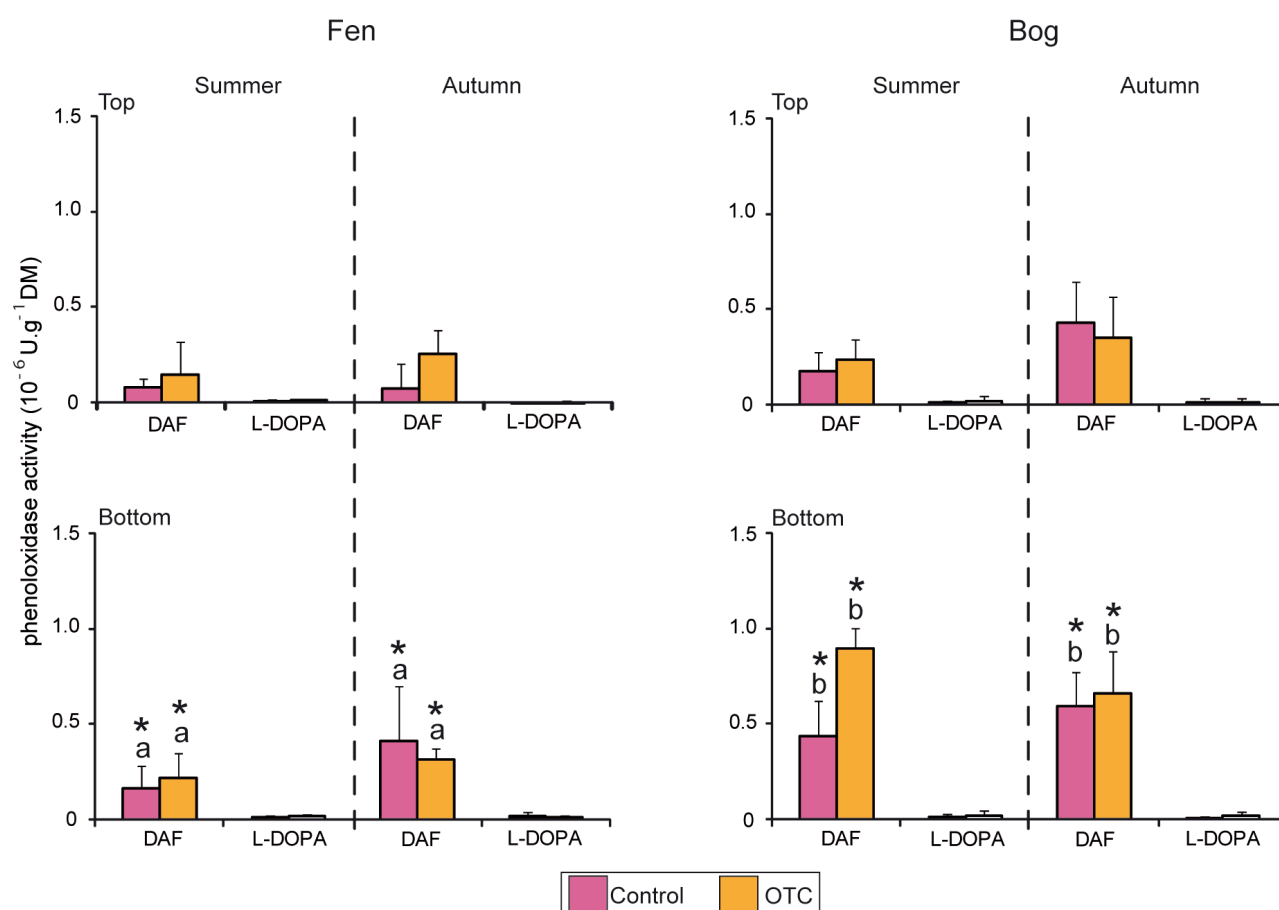 Fen
Bog
Summer
Autumn
Summer
Autumn
Top
Top
1.5
1.0
0.5
0
1.5
1.0
0.5
0
DAF
L-DOPA
DAF
L-DOPA
DAF
L-DOPA
DAF
L-DOPA
phenoloxidase activity (10⁻⁶ U.g⁻¹ DM)
Bottom
Bottom
1.5
1.0
0.5
0
1.5
1.0
0.5
0
*
a
*
a
*
a
*
a
*
b
*
b
*
b
*
b
DAF
L-DOPA
DAF
L-DOPA
DAF
L-DOPA
DAF
L-DOPA
Control
OTC